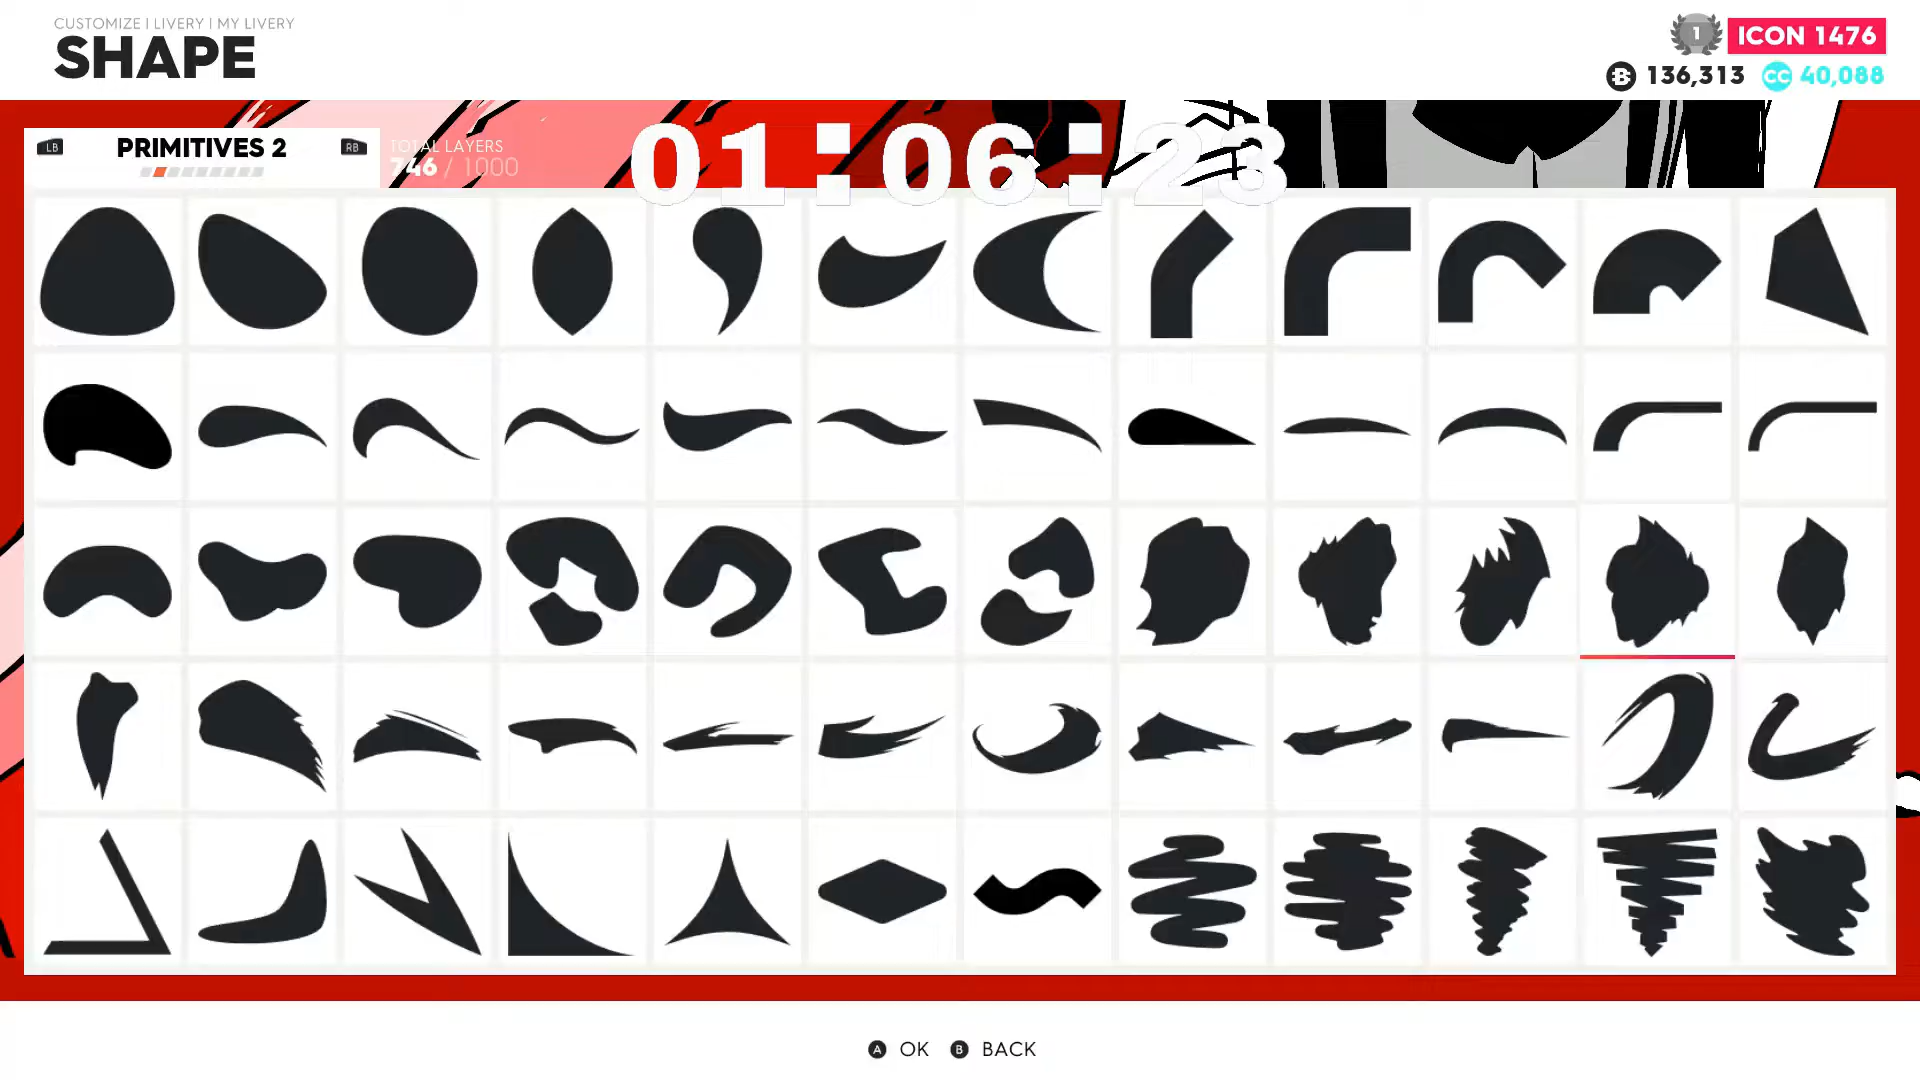 CUSTOMIZE | LIVERY | MY LIVERY
SHAPE
1 ICON 1476
136,313 CC 40,088
LB PRIMITIVES 2 RB
TOTAL LAYERS
746 / 1000
01:06:23
A OK B BACK